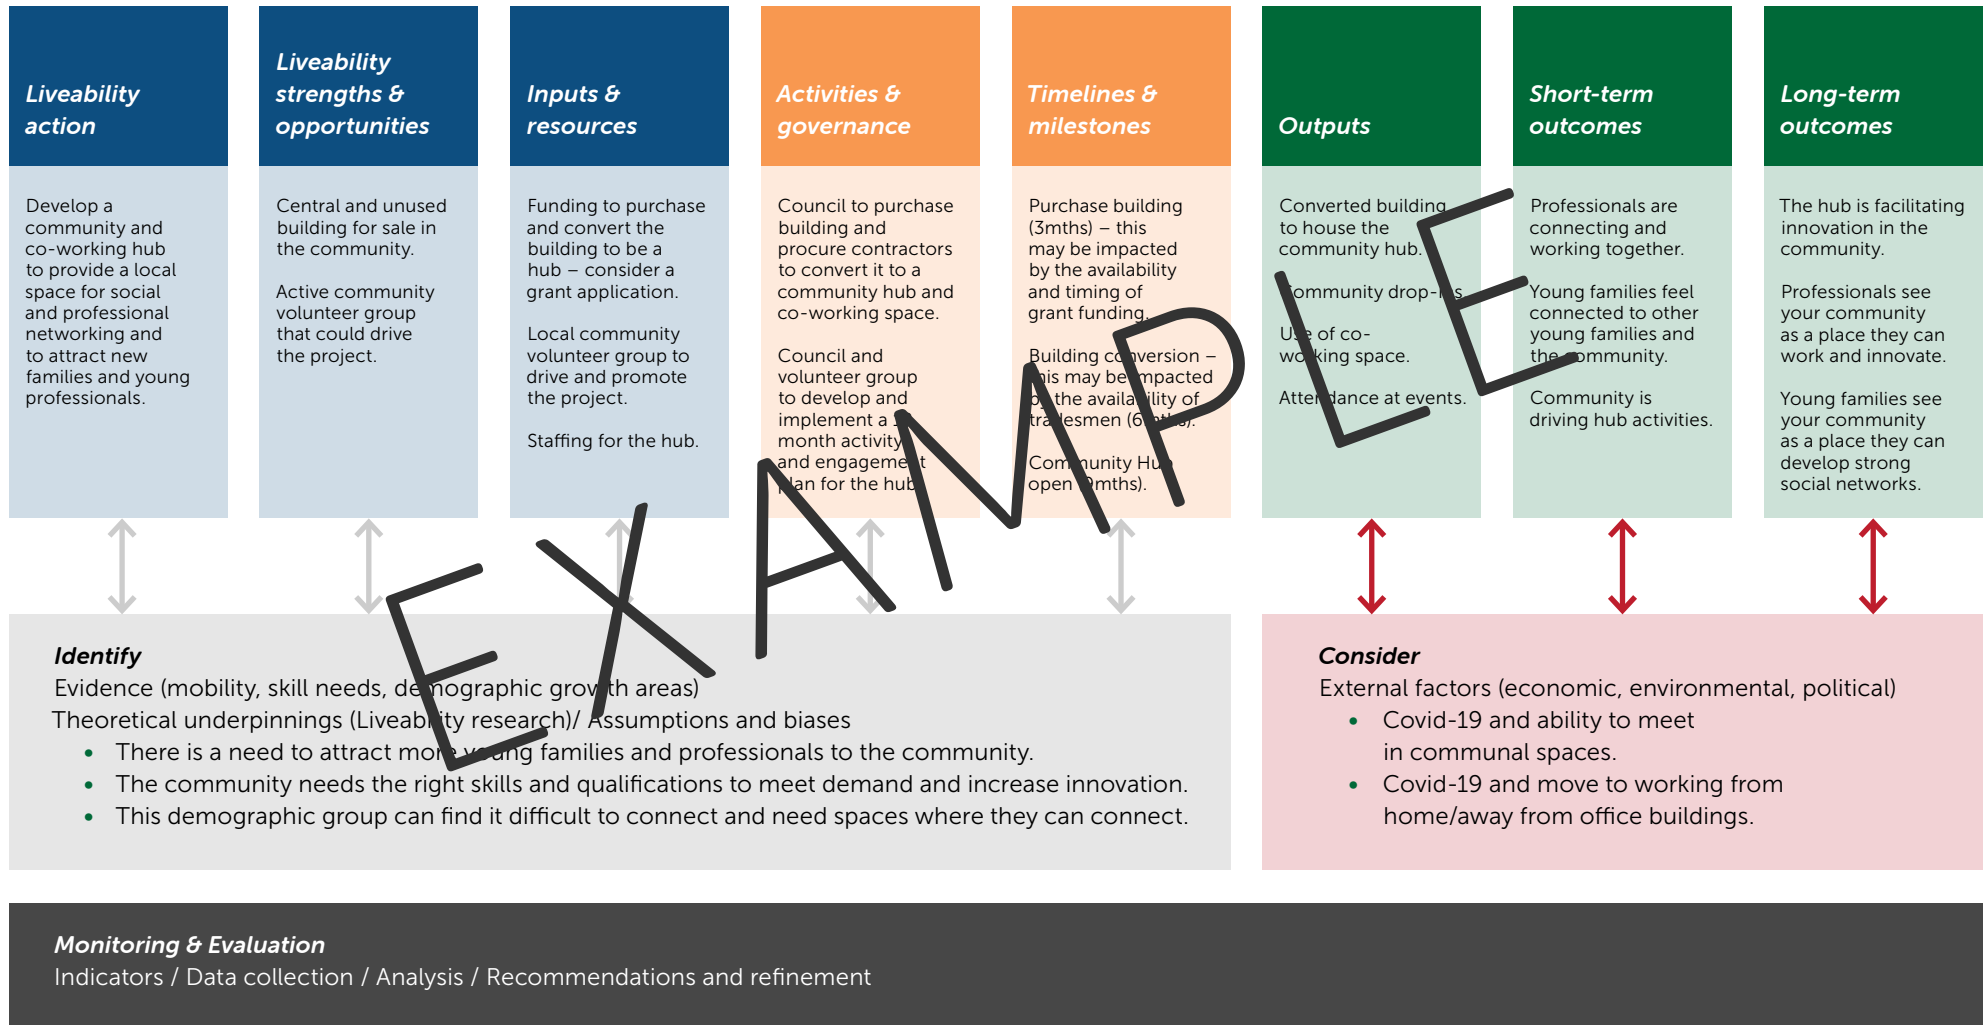 Liveability
action
Develop a
community and
co-working hub
to provide a local
space for social
and professional
networking and
to attract new
families and young
professionals.
Liveability
strengths &
opportunities
Central and unused
building for sale in
the community.
Active community
volunteer group
that could drive
the project.
Inputs &
resources
Funding to purchase
and convert the
building to be a
hub – consider a
grant application.
Local community
volunteer group to
drive and promote
the project.
Staffing for the hub.
Activities &
governance
Council to purchase
building and
procure contractors
to convert it to a
community hub and
co-working space.
Council and
volunteer group
to develop and
implement a
month activity
and engagement
plan for the hub
Timelines &
milestones
Purchase building
(3mths) – this
may be impacted
by the availability
and timing of
grant funding.
Building conversion –
this may be impacted
by the availability of
tradesmen (6mths).
Community Hub
open
Outputs
Converted building
to house the
community hub.
Community drop-ins
Use of co-
working space.
Attendance at events.
Short-term
outcomes
Professionals are
connecting and
working together.
Young families feel
connected to other
young families and
the community.
Community is
driving hub activities.
Long-term
outcomes
The hub is facilitating
innovation in the
community.
Professionals see
your community
as a place they can
work and innovate.
Young families see
your community
as a place they can
develop strong
social networks.
EXAMPLE
Identify
Evidence (mobility, skill needs, demographic growth areas)
Theoretical underpinnings (Liveability research)/ Assumptions and biases
• There is a need to attract more young families and professionals to the community.
• The community needs the right skills and qualifications to meet demand and increase innovation.
• This demographic group can find it difficult to connect and need spaces where they can connect.
Consider
External factors (economic, environmental, political)
• Covid-19 and ability to meet
in communal spaces.
• Covid-19 and move to working from
home/away from office buildings.
Monitoring & Evaluation
Indicators / Data collection / Analysis / Recommendations and refinement